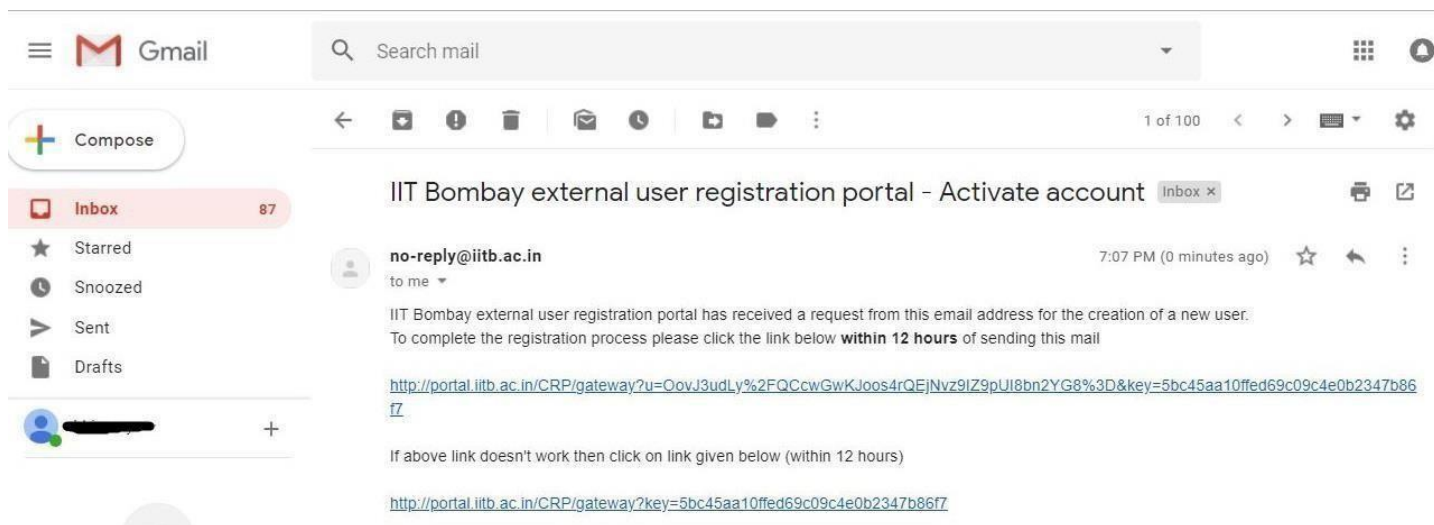 Gmail
Search mail
Compose
1 of 100
Inbox 87
Starred
Snoozed
Sent
Drafts
IIT Bombay external user registration portal - Activate account Inbox ×
no-reply@iitb.ac.in
7:07 PM (0 minutes ago)
to me
IIT Bombay external user registration portal has received a request from this email address for the creation of a new user.
To complete the registration process please click the link below within 12 hours of sending this mail
http://portal.iitb.ac.in/CRP/gateway?u=OovJ3udLy%2FQCcwGwKJoos4rQEjNvz9IZ9pUI8bn2YG8%3D&key=5bc45aa10ffed69c09c4e0b2347b86
f7
If above link doesn't work then click on link given below (within 12 hours)
http://portal.iitb.ac.in/CRP/gateway?key=5bc45aa10ffed69c09c4e0b2347b86f7